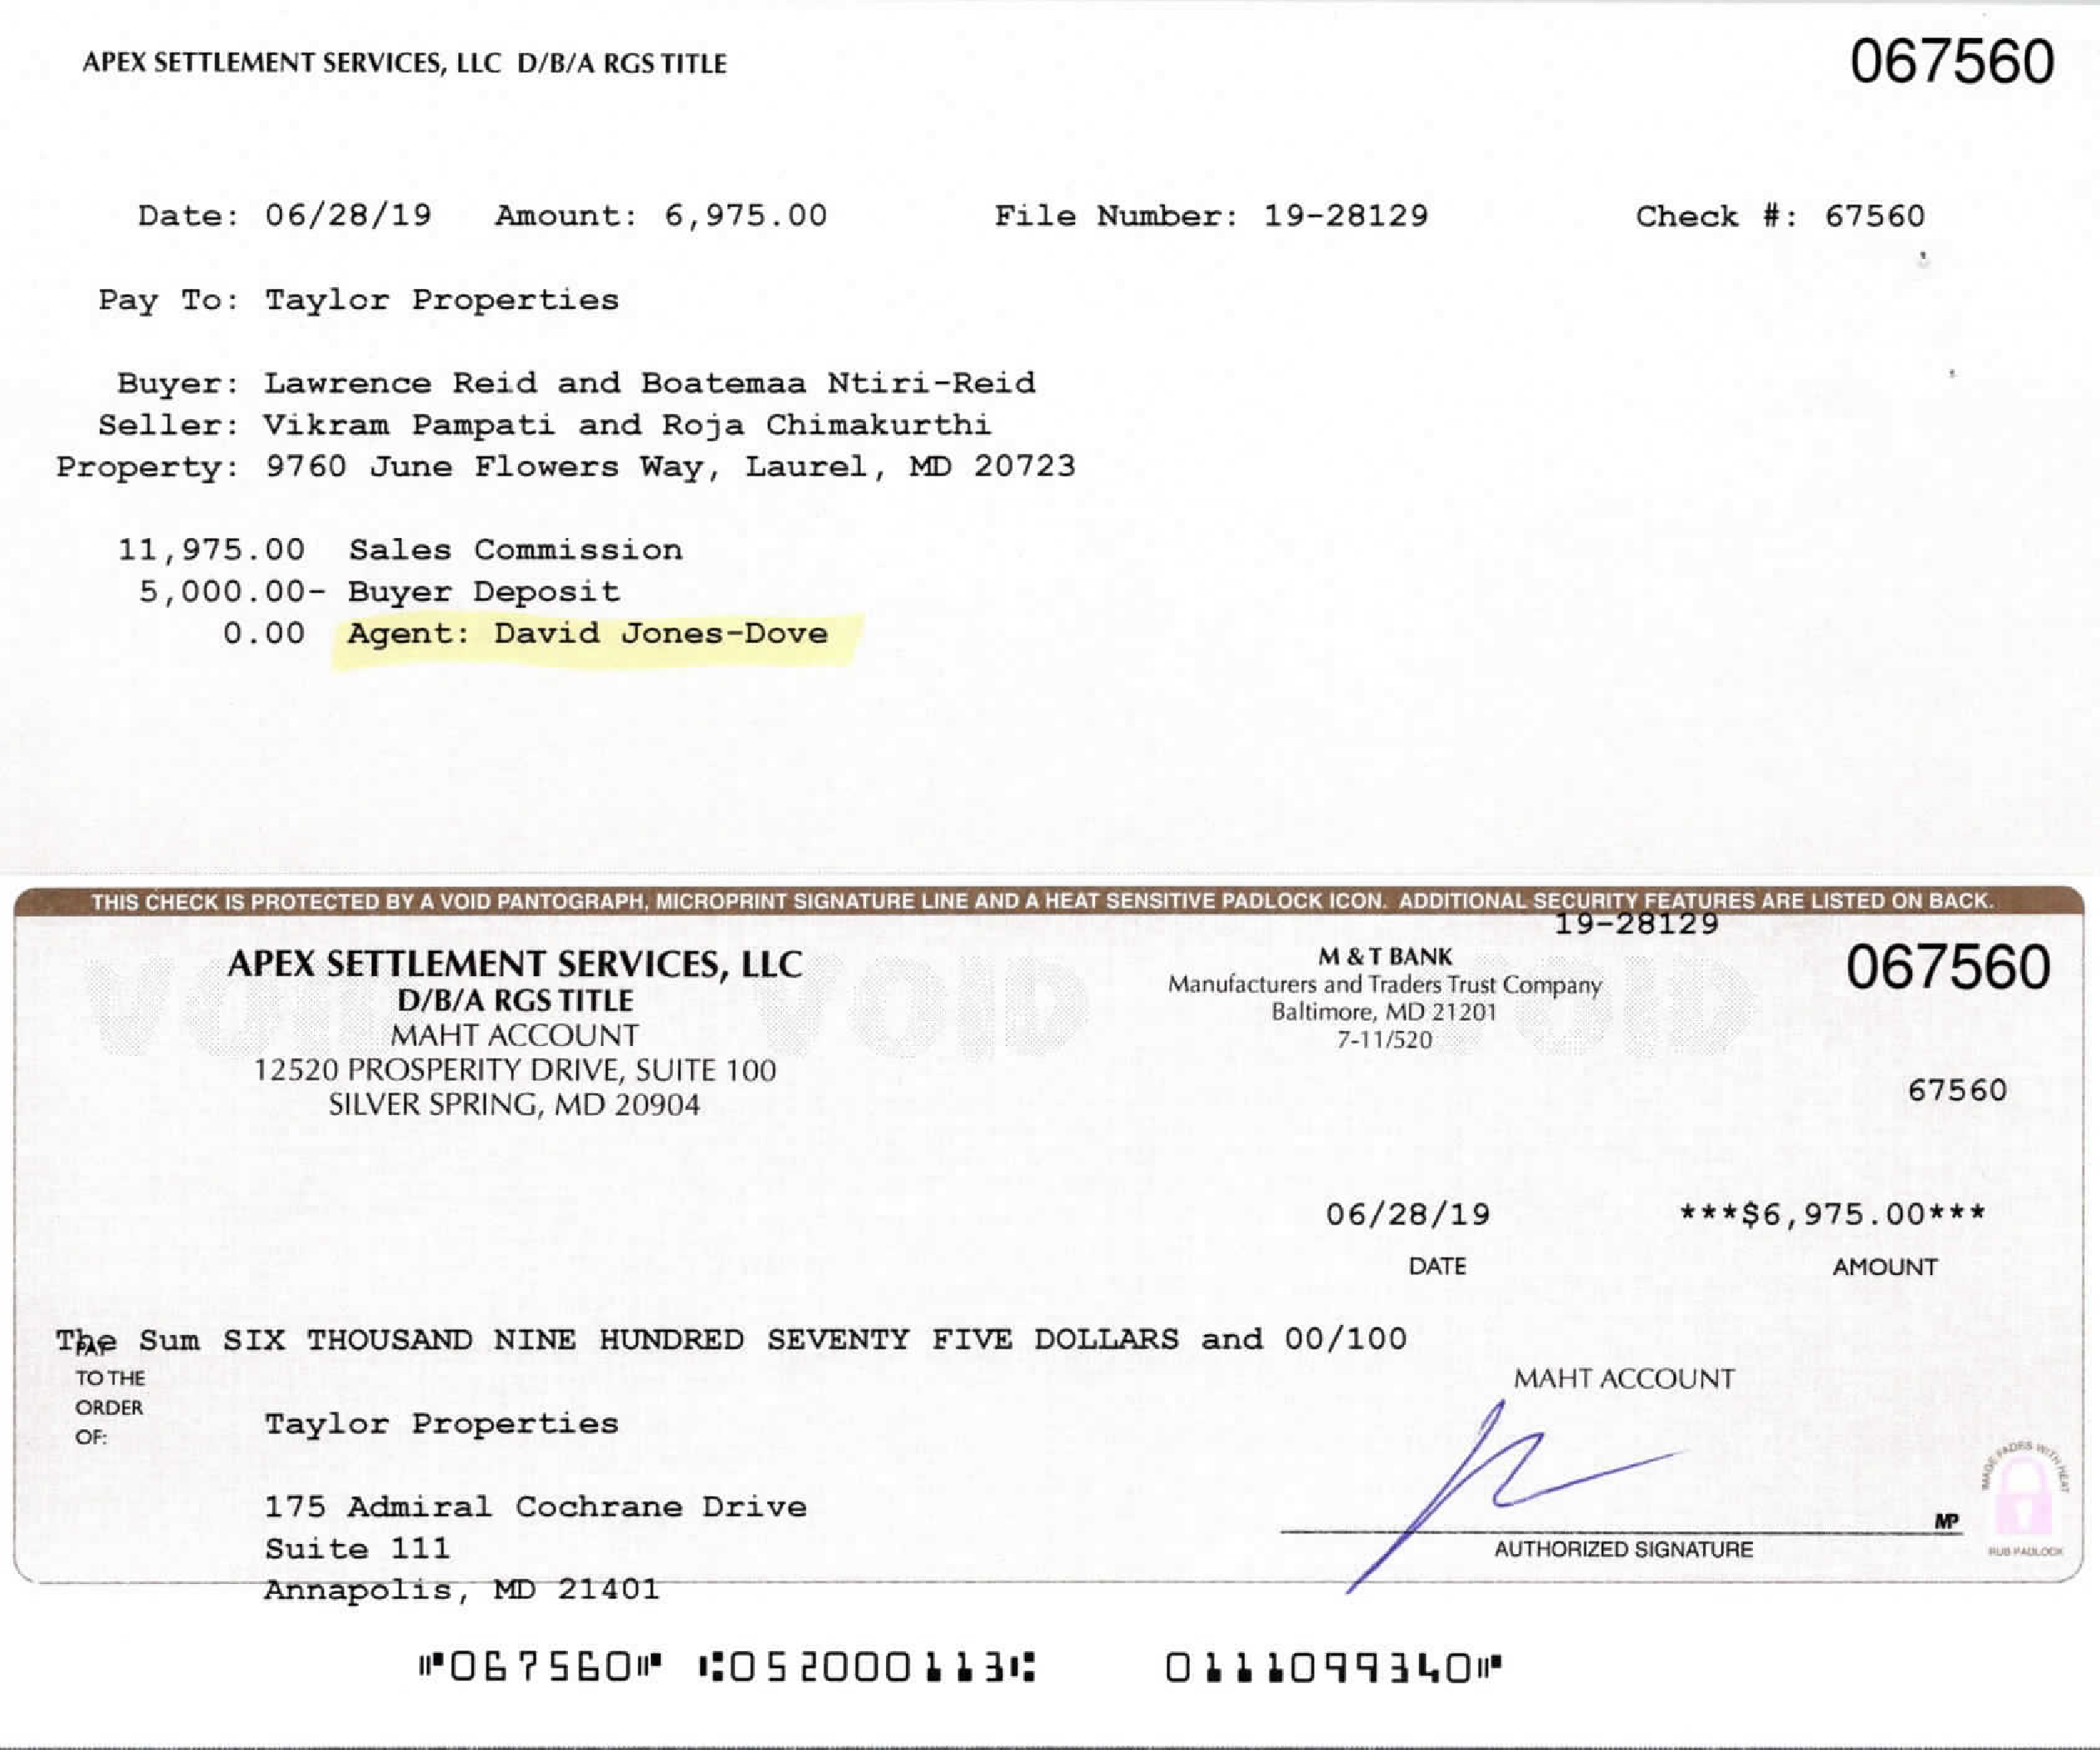 APEX SETTLEMENT SERVICES, LLC D/B/A RGS TITLE
067560
Date: 06/28/19 Amount: 6,975.00 File Number: 19-28129 Check #: 67560
Pay To: Taylor Properties
Buyer: Lawrence Reid and Boatemaa Ntiri-Reid
Seller: Vikram Pampati and Roja Chimakurthi
Property: 9760 June Flowers Way, Laurel, MD 20723
11,975.00 Sales Commission
5,000.00- Buyer Deposit
0.00 Agent: David Jones-Dove
THIS CHECK IS PROTECTED BY A VOID PANTOGRAPH, MICROPRINT SIGNATURE LINE AND A HEAT SENSITIVE PADLOCK ICON. ADDITIONAL SECURITY FEATURES ARE LISTED ON BACK.
19-28129
APEX SETTLEMENT SERVICES, LLC
D/B/A RGS TITLE
MAHT ACCOUNT
12520 PROSPERITY DRIVE, SUITE 100
SILVER SPRING, MD 20904
VOID VOID VOID
M & T BANK
Manufacturers and Traders Trust Company
Baltimore, MD 21201
7-11/520
067560
67560
06/28/19 ***$6,975.00***
DATE AMOUNT
The Sum SIX THOUSAND NINE HUNDRED SEVENTY FIVE DOLLARS and 00/100
PAY
TO THE
ORDER
OF:
Taylor Properties
175 Admiral Cochrane Drive
Suite 111
Annapolis, MD 21401
MAHT ACCOUNT
MP
AUTHORIZED SIGNATURE
IMAGE FADES WITH HEAT
RUB PADLOCK
⑈067560⑈ ⑆052000113⑆ 0111099340⑈